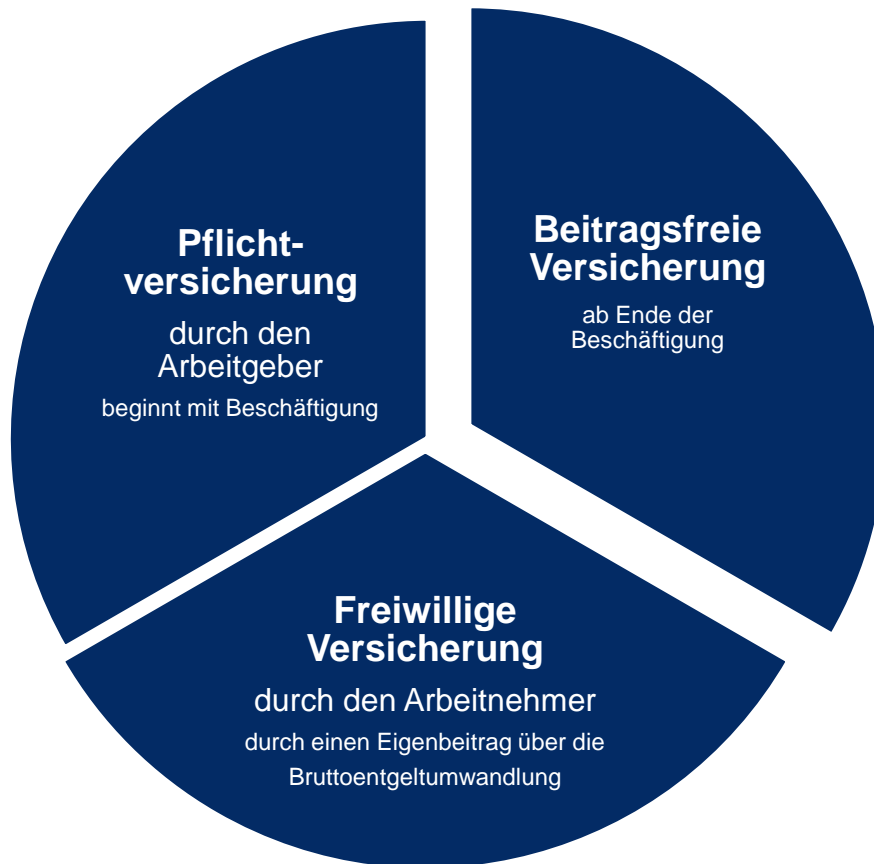 Pflicht-
versicherung
durch den
Arbeitgeber
beginnt mit Beschäftigung
Beitragsfreie
Versicherung
ab Ende der
Beschäftigung
Freiwillige
Versicherung
durch den Arbeitnehmer
durch einen Eigenbeitrag über die
Bruttoentgeltumwandlung